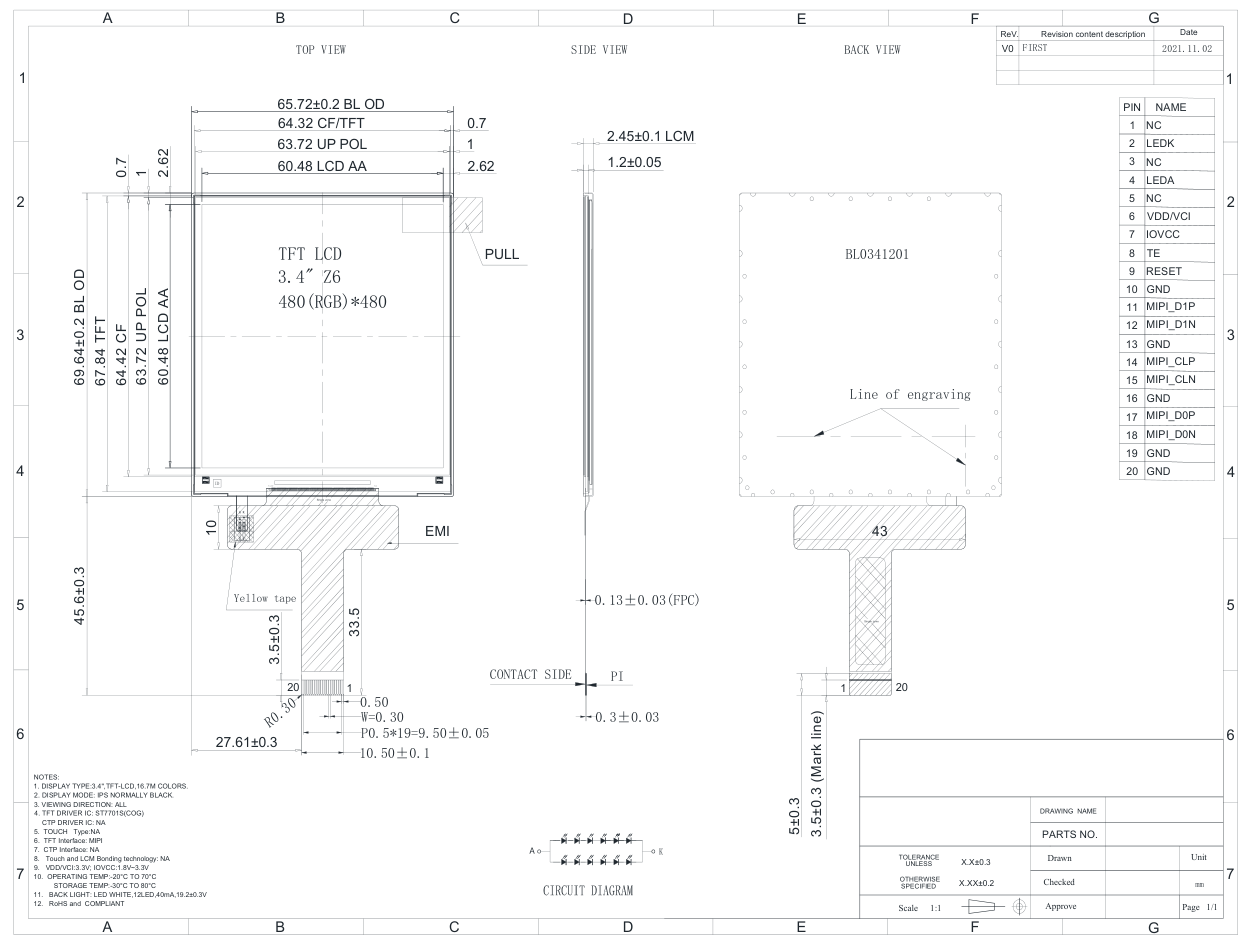 A B C D E F G
ReV. Revision content description Date
V0 FIRST 2021.11.02
TOP VIEW SIDE VIEW BACK VIEW
1 1
65.72±0.2 BL OD
64.32 CF/TFT 0.7
63.72 UP POL 1
60.48 LCD AA 2.62
0.7
1
2.62
2.45±0.1 LCM
1.2±0.05
PIN NAME
1 NC
2 LEDK
3 NC
4 LEDA
5 NC
6 VDD/VCI
7 IOVCC
8 TE
9 RESET
10 GND
11 MIPI_D1P
12 MIPI_D1N
13 GND
14 MIPI_CLP
15 MIPI_CLN
16 GND
17 MIPI_D0P
18 MIPI_D0N
19 GND
20 GND
2 2
TFT LCD
3.4″ Z6
480(RGB)*480
PULL
BL0341201
69.64±0.2 BL OD
67.84 TFT
64.42 CF
63.72 UP POL
60.48 LCD AA
3 3
Line of engraving
4 4
10
EMI
43
45.6±0.3
Yellow tape
5 5
0.13±0.03(FPC)
3.5±0.3
33.5
CONTACT SIDE PI
20 1
1 20
R0.30
0.50
W=0.30
0.3±0.03
P0.5*19=9.50±0.05
27.61±0.3
10.50±0.1
6 6
5±0.3
3.5±0.3 (Mark line)
NOTES:
1. DISPLAY TYPE:3.4",TFT-LCD,16.7M COLORS.
2. DISPLAY MODE: IPS NORMALLY BLACK.
3. VIEWING DIRECTION: ALL
4. TFT DRIVER IC: ST7701S(COG)
CTP DRIVER IC: NA
5. TOUCH Type:NA
6. TFT Interface: MIPI
7. CTP Interface: NA
8. Touch and LCM Bonding technology: NA
9. VDD/VCI:3.3V; IOVCC:1.8V~3.3V
10. OPERATING TEMP:-20°C TO 70°C
STORAGE TEMP:-30°C TO 80°C
11. BACK LIGHT: LED WHITE,12LED,40mA,19.2±0.3V
12. RoHS and COMPLIANT
A K
CIRCUIT DIAGRAM
7 7
DRAWING NAME
PARTS NO.
TOLERANCE UNLESS X.X±0.3 Drawn Unit
OTHERWISE SPECIFIED X.XX±0.2 Checked mm
Scale 1:1 Approve Page 1/1
A B C D E F G